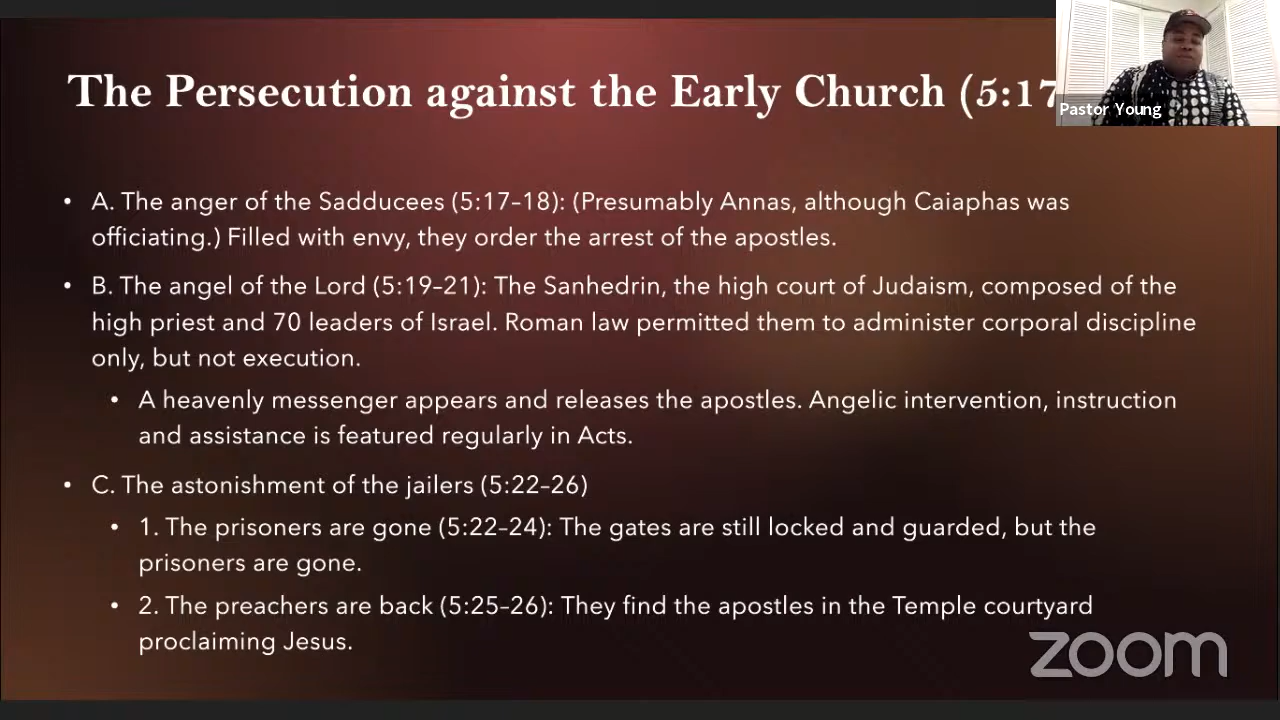 The Persecution against the Early Church (5:17
Pastor Young
• A. The anger of the Sadducees (5:17–18): (Presumably Annas, although Caiaphas was
officiating.) Filled with envy, they order the arrest of the apostles.
• B. The angel of the Lord (5:19–21): The Sanhedrin, the high court of Judaism, composed of the
high priest and 70 leaders of Israel. Roman law permitted them to administer corporal discipline
only, but not execution.
• A heavenly messenger appears and releases the apostles. Angelic intervention, instruction
and assistance is featured regularly in Acts.
• C. The astonishment of the jailers (5:22–26)
• 1. The prisoners are gone (5:22–24): The gates are still locked and guarded, but the
prisoners are gone.
• 2. The preachers are back (5:25–26): They find the apostles in the Temple courtyard
proclaiming Jesus.
zoom